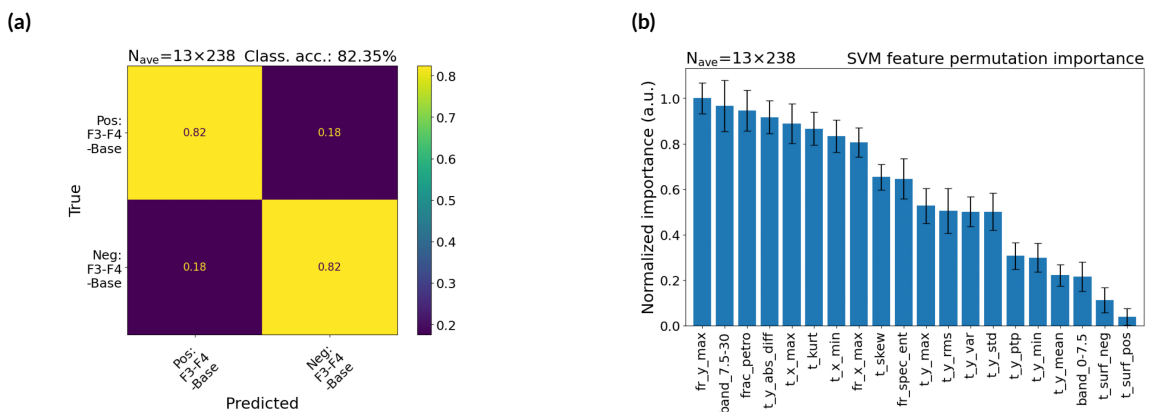 (a)
N_ave=13×238 Class. acc.: 82.35%
True
Pos:
F3-F4
-Base
Neg:
F3-F4
-Base
0.82
0.18
0.18
0.82
Pos:
F3-F4
-Base
Neg:
F3-F4
-Base
Predicted
0.8
0.7
0.6
0.5
0.4
0.3
0.2
(b)
N_ave=13×238
SVM feature permutation importance
Normalized importance (a.u.)
1.0
0.8
0.6
0.4
0.2
0.0
fr_y_max
band_7.5-30
frac_petro
t_y_abs_diff
t_x_max
t_kurt
t_x_min
fr_x_max
t_skew
fr_spec_ent
t_y_max
t_y_rms
t_y_var
t_y_std
t_y_ptp
t_y_min
t_y_mean
band_0-7.5
t_surf_neg
t_surf_pos